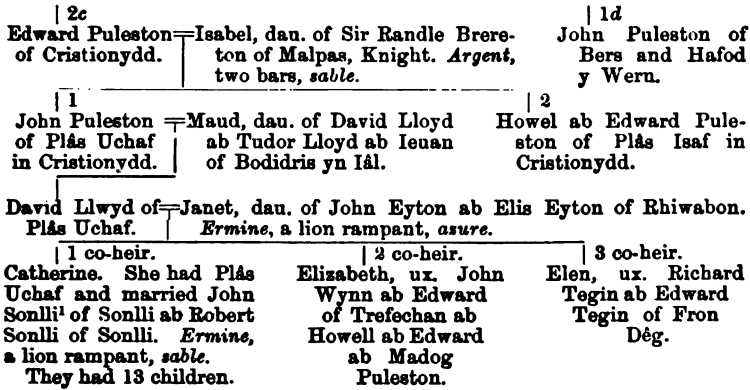 | 2c
Edward Puleston=Isabel, dau. of Sir Randle Brere-
of Cristionydd. ton of Malpas, Knight. Argent,
two bars, sable.
| 1d
John Puleston of
Bers and Hafod
y Wern.
| 1
John Puleston =Maud, dau. of David Lloyd
of Plâs Uchaf ab Tudor Lloyd ab Ieuan
in Cristionydd. of Bodidris yn Iâl.
| 2
Howel ab Edward Pule-
ston of Plâs Isaf in
Cristionydd.
David Llwyd of=Janet, dau. of John Eyton ab Elis Eyton of Rhiwabon.
Plâs Uchaf. Ermine, a lion rampant, azure.
| 1 co-heir.
Catherine. She had Plâs
Uchaf and married John
Sonlli¹ of Sonlli ab Robert
Sonlli of Sonlli. Ermine,
a lion rampant, sable.
They had 13 children.
| 2 co-heir.
Elizabeth, ux. John
Wynn ab Edward
of Trefechan ab
Howell ab Edward
ab Madog
Puleston.
| 3 co-heir.
Elen, ux. Richard
Tegin ab Edward
Tegin of Fron
Dêg.